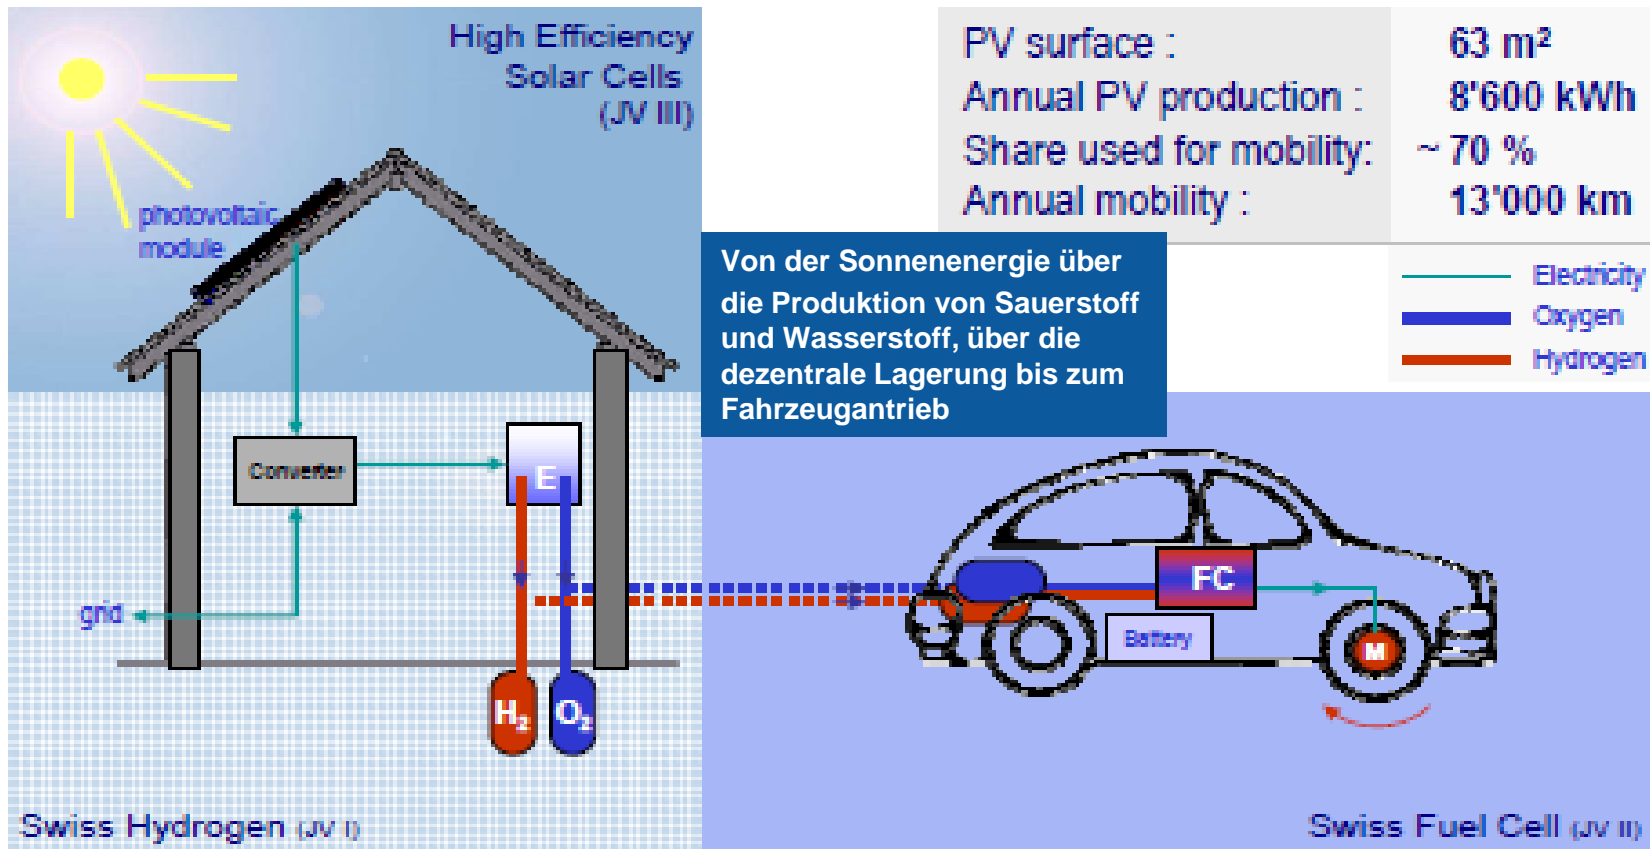 High Efficiency
Solar Cells
(JV III)
photovoltaic
module
PV surface : 63 m²
Annual PV production : 8'600 kWh
Share used for mobility: ~ 70 %
Annual mobility : 13'000 km
Electricity
Oxygen
Hydrogen
Von der Sonnenenergie über
die Produktion von Sauerstoff
und Wasserstoff, über die
dezentrale Lagerung bis zum
Fahrzeugantrieb
Converter
E
grid
H₂
O₂
FC
Battery
M
Swiss Hydrogen (JV I)
Swiss Fuel Cell (JV II)